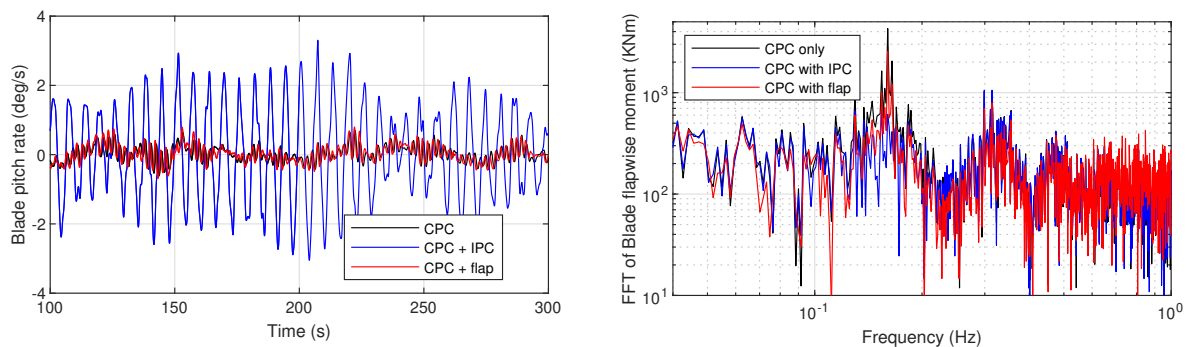 4
2
0
-2
-4
Blade pitch rate (deg/s)
CPC
CPC + IPC
CPC + flap
100
150
200
250
300
Time (s)
FFT of Blade flapwise moment (KNm)
10³
10²
10¹
CPC only
CPC with IPC
CPC with flap
10⁻¹
10⁰
Frequency (Hz)